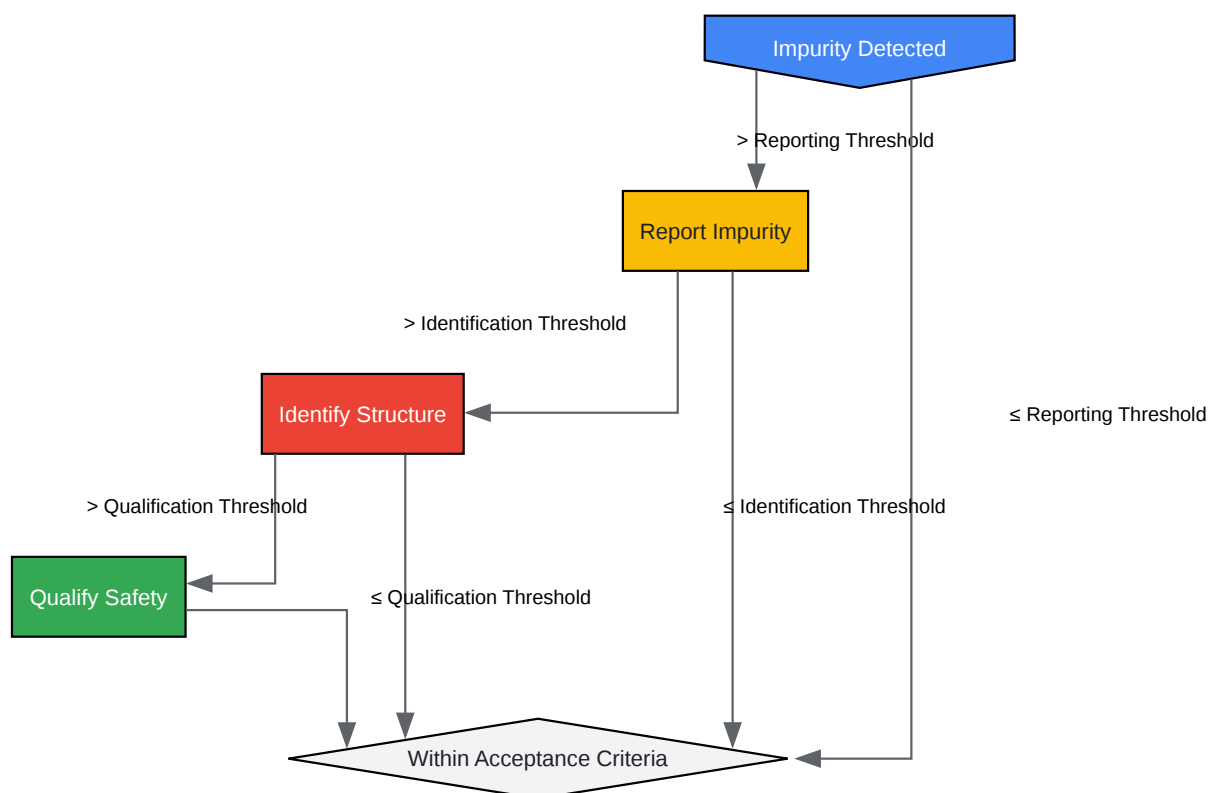 Impurity Detected
> Reporting Threshold
Report Impurity
> Identification Threshold
Identify Structure
≤ Reporting Threshold
> Qualification Threshold
≤ Identification Threshold
Qualify Safety
≤ Qualification Threshold
Within Acceptance Criteria